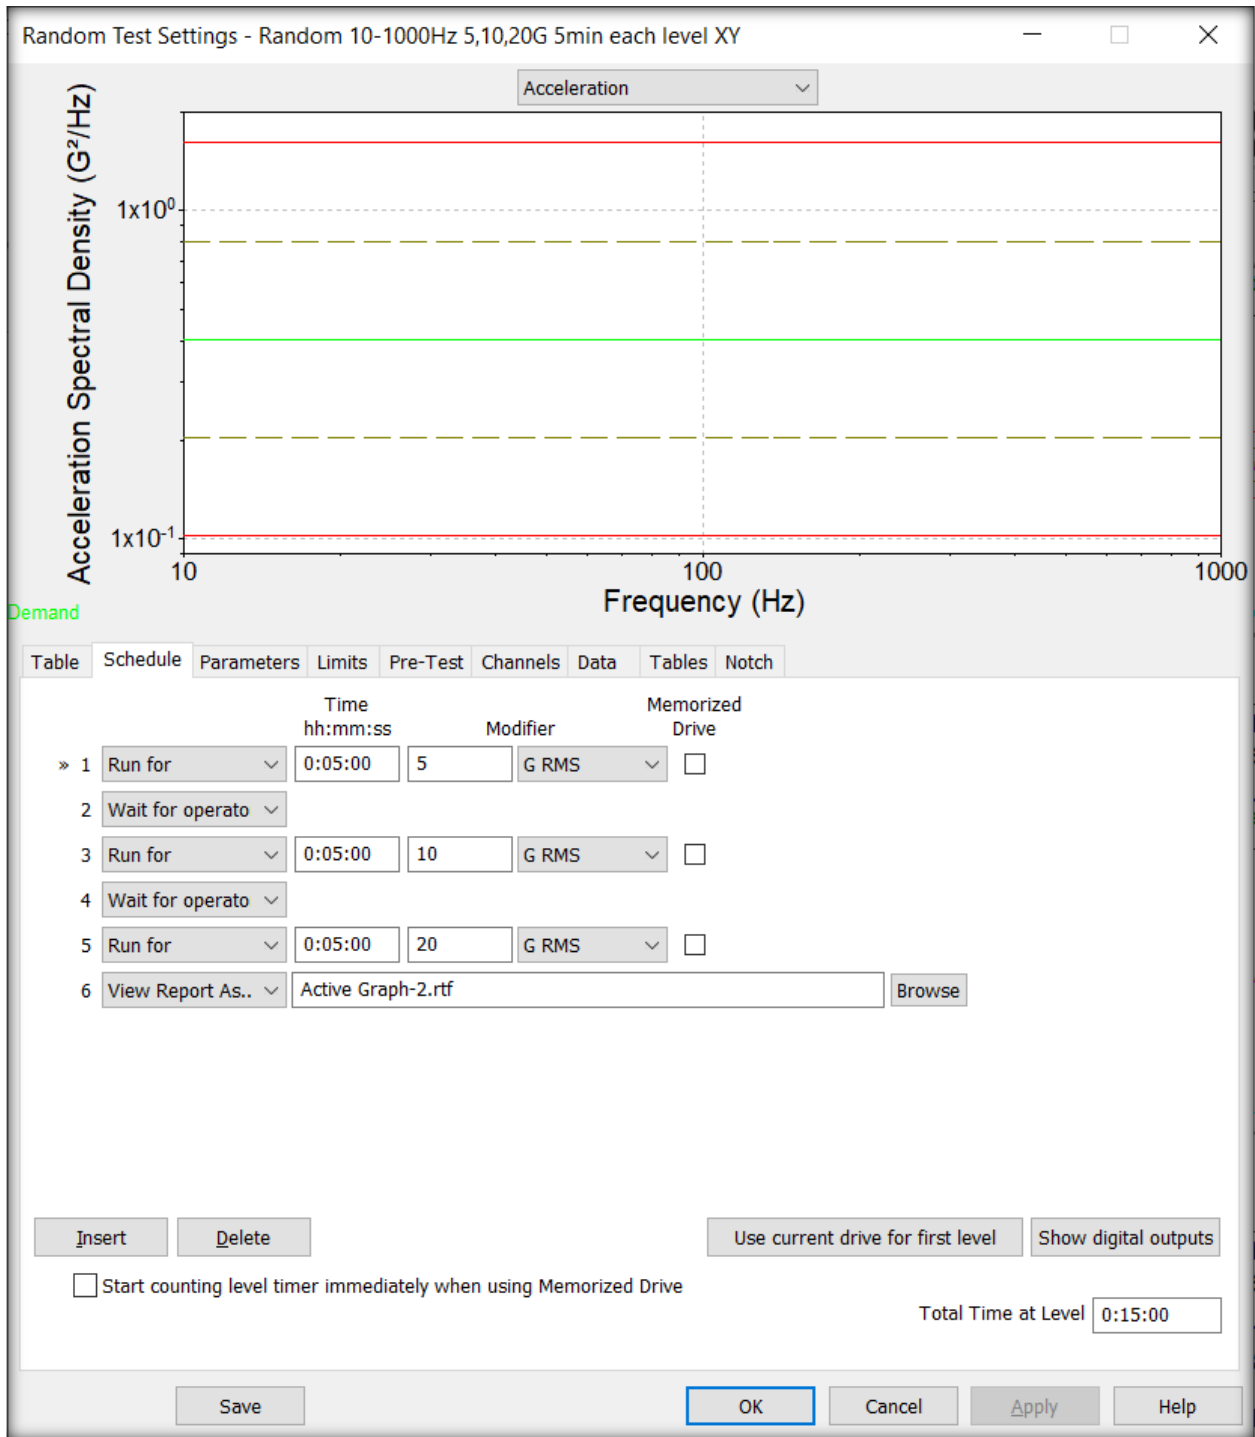 Random Test Settings - Random 10-1000Hz 5,10,20G 5min each level XY
Acceleration
Acceleration Spectral Density (G²/Hz)
1x10⁰
1x10⁻¹
10 100 1000
Frequency (Hz)
Demand
Table Schedule Parameters Limits Pre-Test Channels Data Tables Notch
Time Memorized
hh:mm:ss Modifier Drive
» 1 Run for 0:05:00 5 G RMS
2 Wait for operato
3 Run for 0:05:00 10 G RMS
4 Wait for operato
5 Run for 0:05:00 20 G RMS
6 View Report As.. Active Graph-2.rtf Browse
Insert Delete Use current drive for first level Show digital outputs
Start counting level timer immediately when using Memorized Drive
Total Time at Level 0:15:00
Save OK Cancel Apply Help